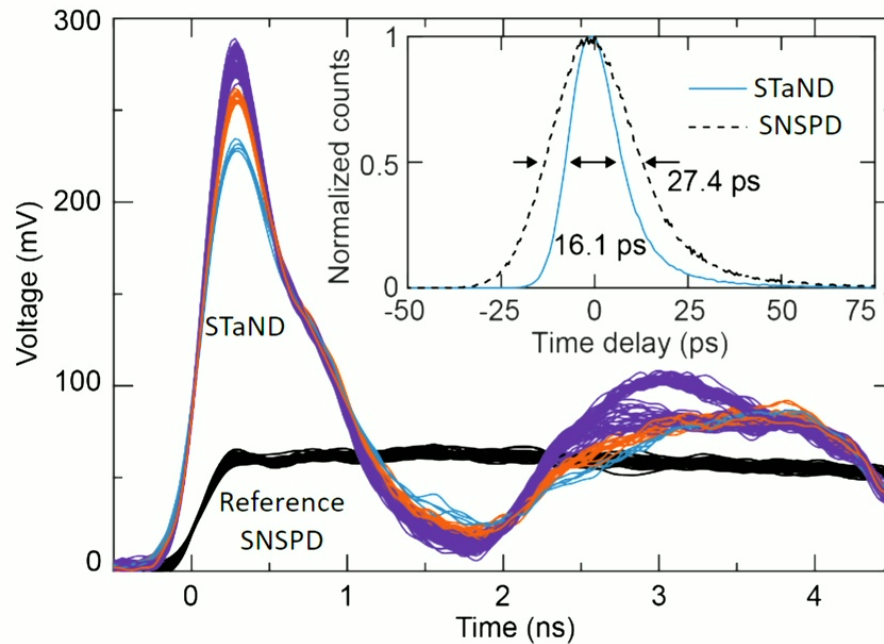 300
200
100
0
Voltage (mV)
0
1
2
3
4
Time (ns)
STaND
Reference
SNSPD
1
0.5
0
Normalized counts
-50
-25
0
25
50
75
Time delay (ps)
STaND
SNSPD
27.4 ps
16.1 ps